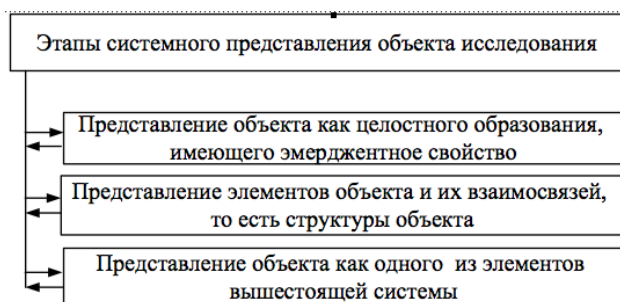 Этапы системного представления объекта исследования
Представление объекта как целостного образования,
имеющего эмерджентное свойство
Представление элементов объекта и их взаимосвязей,
то есть структуры объекта
Представление объекта как одного из элементов
вышестоящей системы